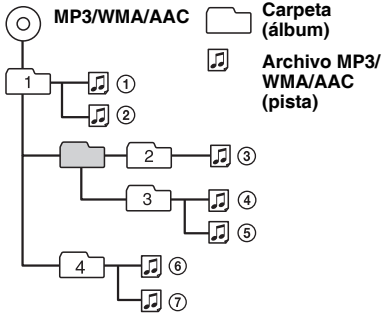 MP3/WMA/AAC
Carpeta
(álbum)
Archivo MP3/
WMA/AAC
(pista)
1
①
②
2
③
3
④
⑤
4
⑥
⑦